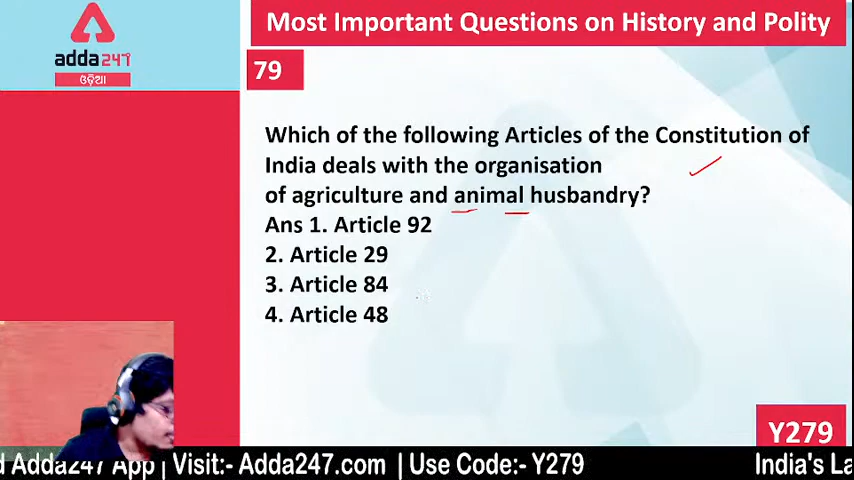 Most Important Questions on History and Polity
adda247
ଓଡ଼ିଆ
79
Which of the following Articles of the Constitution of
India deals with the organisation
of agriculture and animal husbandry?
Ans 1. Article 92
2. Article 29
3. Article 84
4. Article 48
Y279
d Adda247 App | Visit:- Adda247.com | Use Code:- Y279 India's La